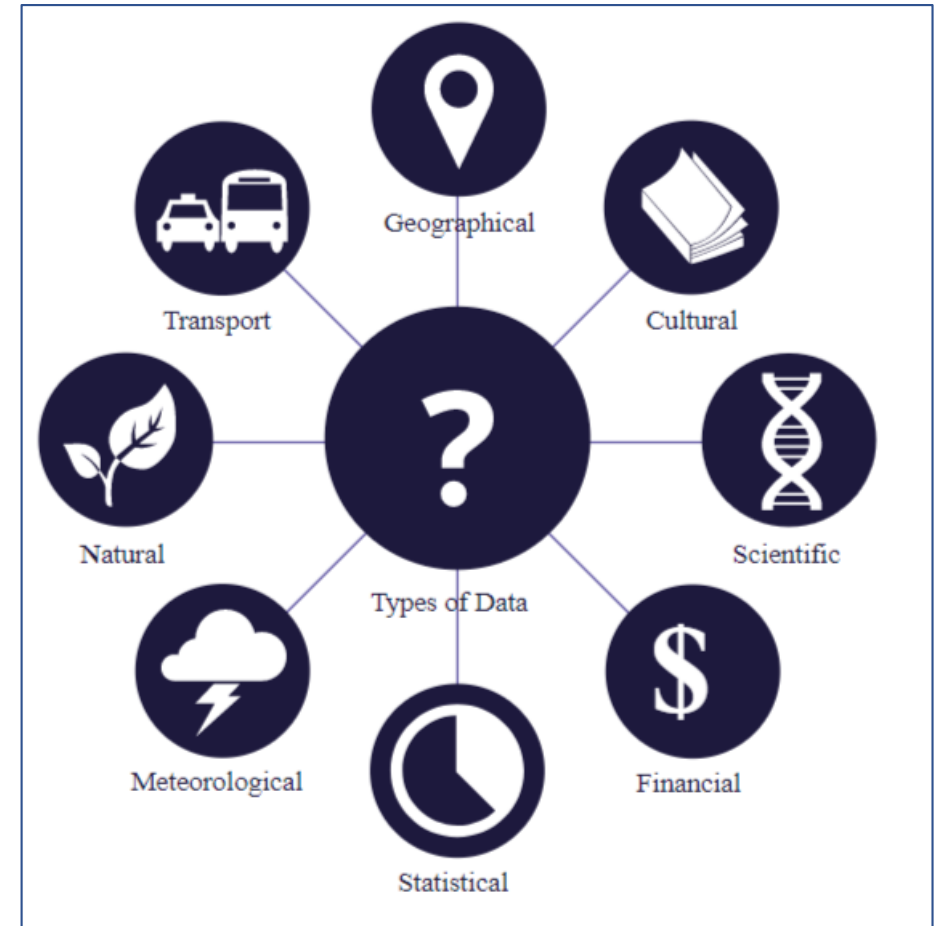 Geographical
Cultural
Transport
?
Natural
Scientific
Types of Data
$
Meteorological
Financial
Statistical